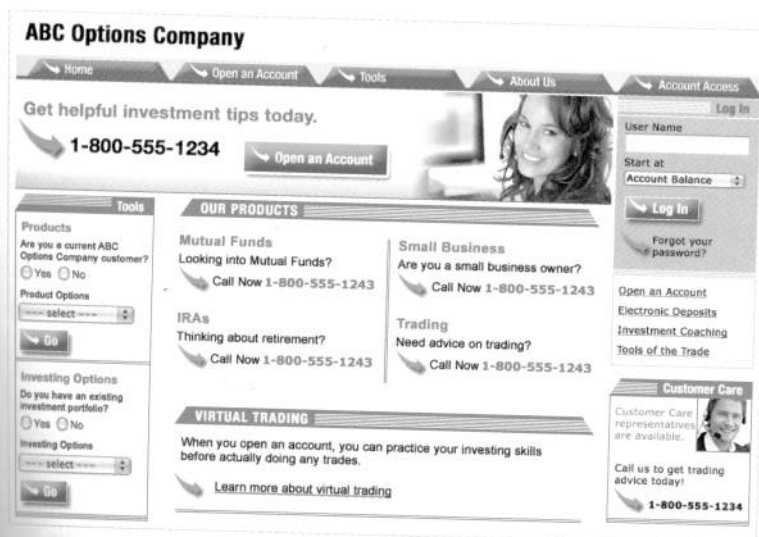 ABC Options Company
Home
Open an Account
Tools
About Us
Account Access
Get helpful investment tips today.
1-800-555-1234
Open an Account
Log In
User Name
Start at
Account Balance
Log In
Forgot your
password?
Tools
Products
Are you a current ABC
Options Company customer?
Yes No
Product Options
--- select ---
Go
Investing Options
Do you have an existing
investment portfolio?
Yes No
Investing Options
--- select ---
Go
OUR PRODUCTS
Mutual Funds
Looking into Mutual Funds?
Call Now 1-800-555-1243
IRAs
Thinking about retirement?
Call Now 1-800-555-1243
Small Business
Are you a small business owner?
Call Now 1-800-555-1243
Trading
Need advice on trading?
Call Now 1-800-555-1243
VIRTUAL TRADING
When you open an account, you can practice your investing skills
before actually doing any trades.
Learn more about virtual trading
Open an Account
Electronic Deposits
Investment Coaching
Tools of the Trade
Customer Care
Customer Care
representatives
are available.
Call us to get trading
advice today!
1-800-555-1234